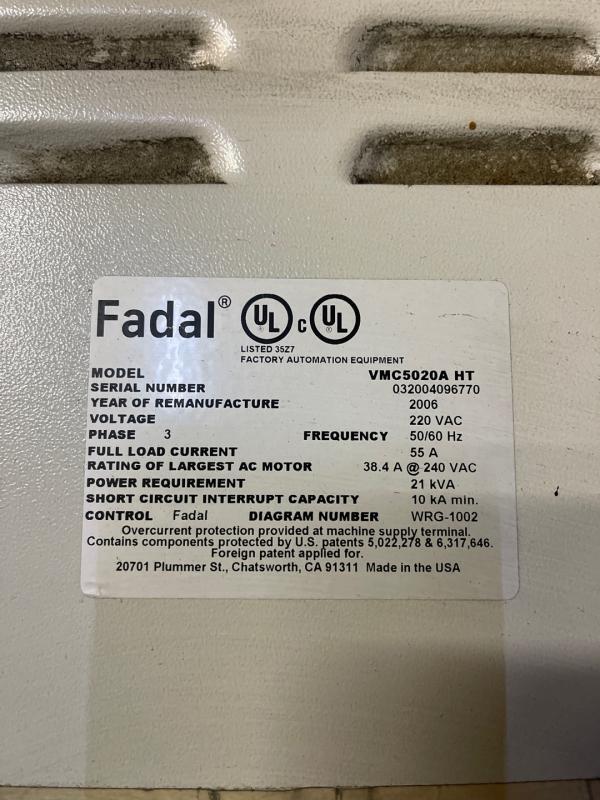 Fadal® UL c UL
LISTED 35Z7
FACTORY AUTOMATION EQUIPMENT
MODEL VMC5020A HT
SERIAL NUMBER 032004096770
YEAR OF REMANUFACTURE 2006
VOLTAGE 220 VAC
PHASE 3 FREQUENCY 50/60 Hz
FULL LOAD CURRENT 55 A
RATING OF LARGEST AC MOTOR 38.4 A @ 240 VAC
POWER REQUIREMENT 21 kVA
SHORT CIRCUIT INTERRUPT CAPACITY 10 kA min.
CONTROL Fadal DIAGRAM NUMBER WRG-1002
Overcurrent protection provided at machine supply terminal.
Contains components protected by U.S. patents 5,022,278 & 6,317,646.
Foreign patent applied for.
20701 Plummer St., Chatsworth, CA 91311 Made in the USA